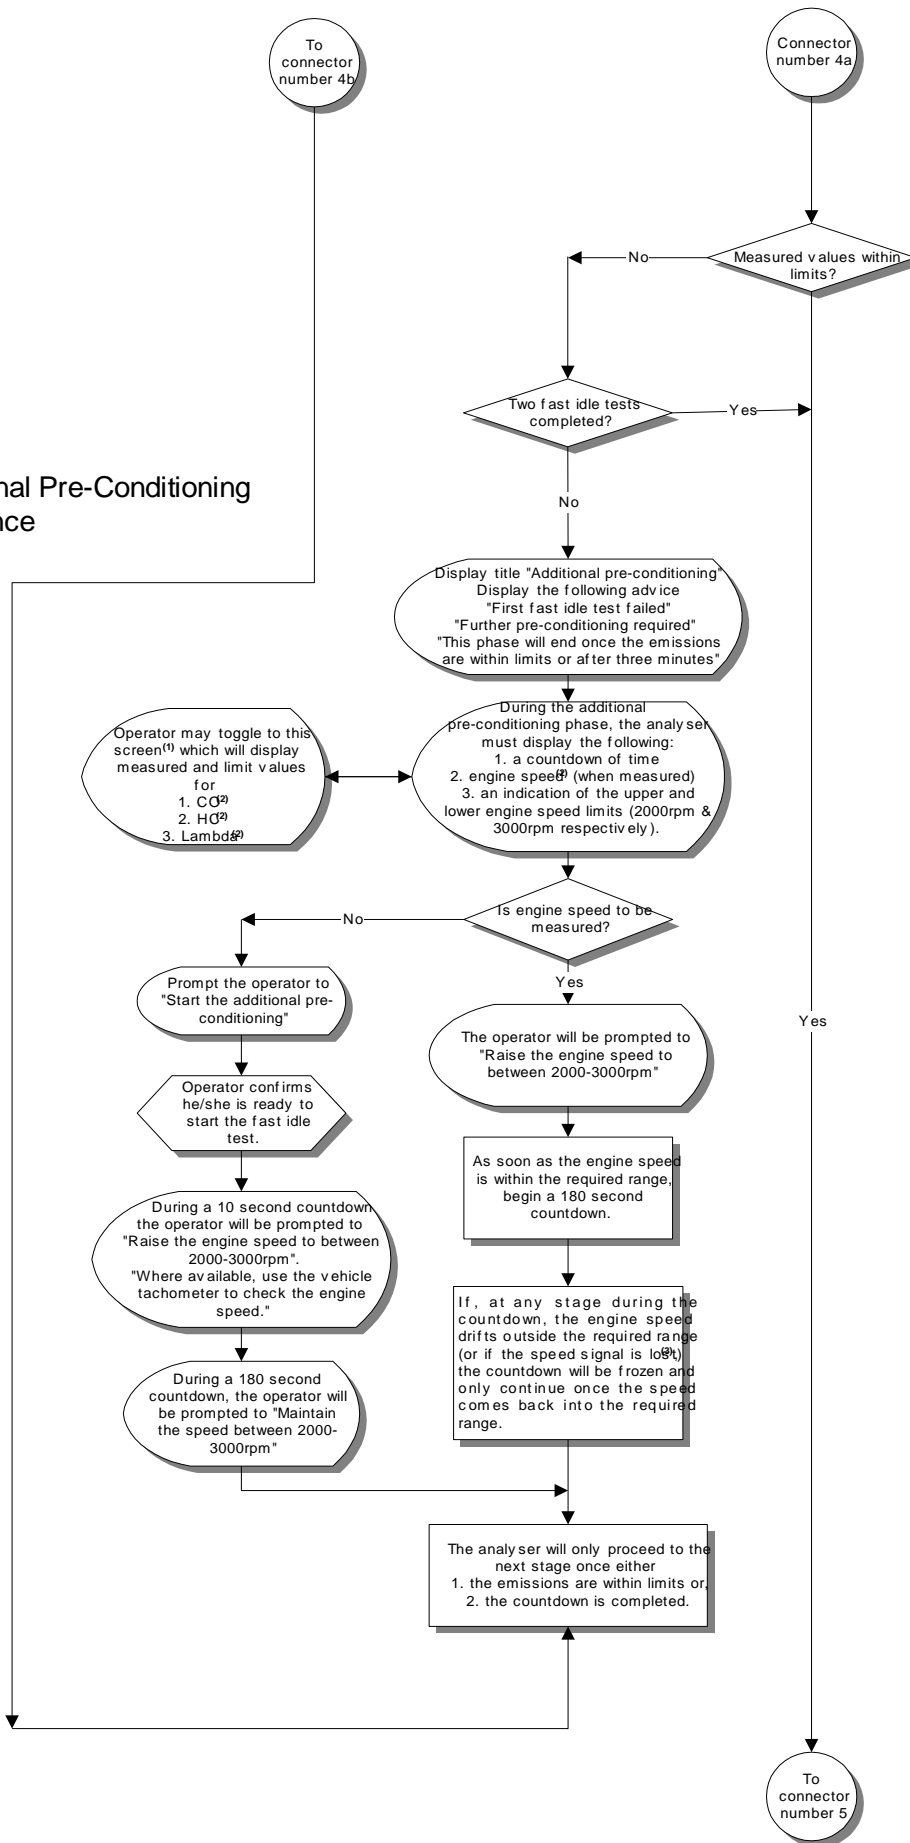 To
connector
number 4b
Connector
number 4a
Measured values within
limits?
No
Two fast idle tests
completed?
Yes
nal Pre-Conditioning
nce
No
Display title "Additional pre-conditioning"
Display the following advice
"First fast idle test failed"
"Further pre-conditioning required"
"This phase will end once the emissions
are within limits or after three minutes"
During the additional
pre-conditioning phase, the analyser
must display the following:
1. a countdown of time
2. engine speed(2) (when measured)
3. an indication of the upper and
lower engine speed limits (2000rpm &
3000rpm respectively).
Operator may toggle to this
screen(1) which will display
measured and limit values
for
1. CO(2)
2. HC(2)
3. Lambda(2)
Is engine speed to be
measured?
No
Yes
Prompt the operator to
"Start the additional pre-
conditioning"
The operator will be prompted to
"Raise the engine speed to
between 2000-3000rpm"
Yes
Operator confirms
he/she is ready to
start the fast idle
test.
As soon as the engine speed
is within the required range,
begin a 180 second
countdown.
During a 10 second countdown
the operator will be prompted to
"Raise the engine speed to between
2000-3000rpm".
"Where available, use the vehicle
tachometer to check the engine
speed."
If, at any stage during the
countdown, the engine speed
drifts outside the required range
(or if the speed signal is lost(3),)
the countdown will be frozen and
only continue once the speed
comes back into the required
range.
During a 180 second
countdown, the operator will
be prompted to "Maintain
the speed between 2000-
3000rpm"
The analyser will only proceed to the
next stage once either
1. the emissions are within limits or,
2. the countdown is completed.
To
connector
number 5